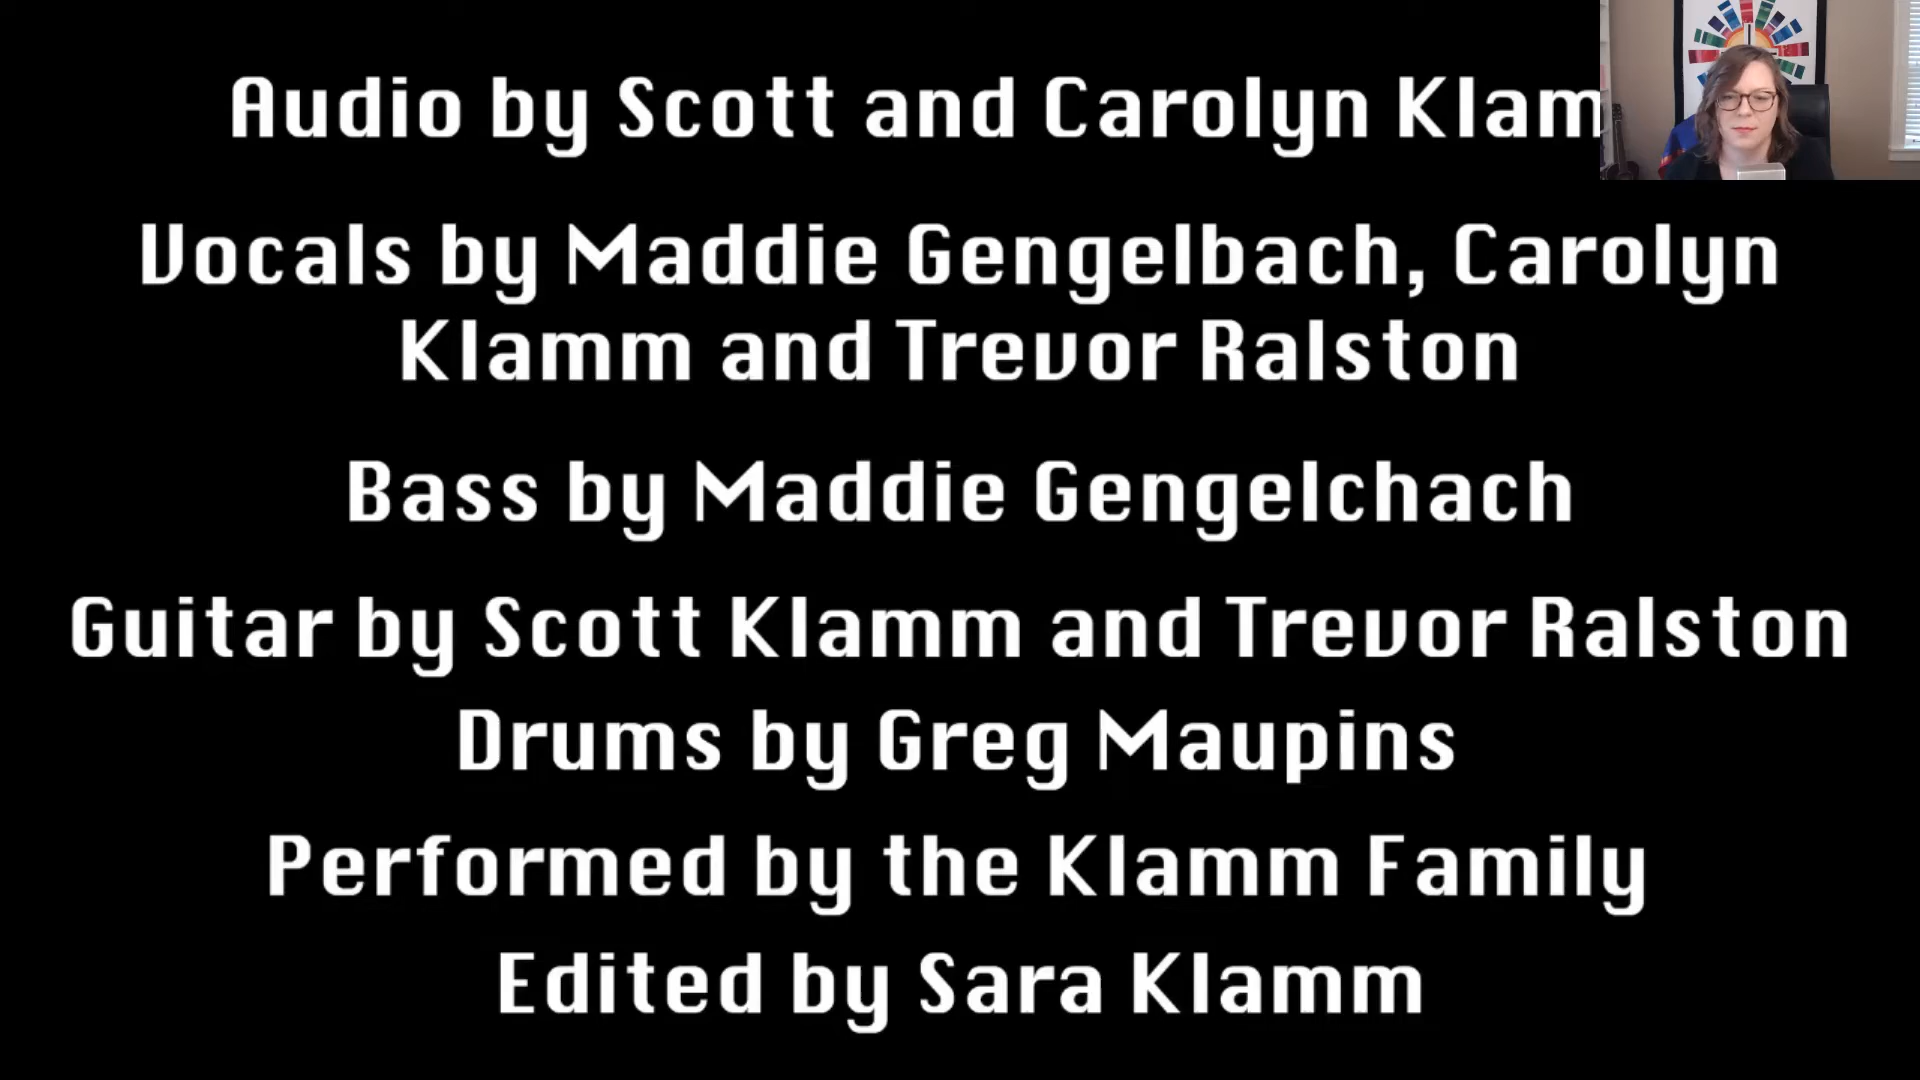 Audio by Scott and Carolyn Klam
Vocals by Maddie Gengelbach, Carolyn
Klamm and Trevor Ralston
Bass by Maddie Gengelchach
Guitar by Scott Klamm and Trevor Ralston
Drums by Greg Maupins
Performed by the Klamm Family
Edited by Sara Klamm